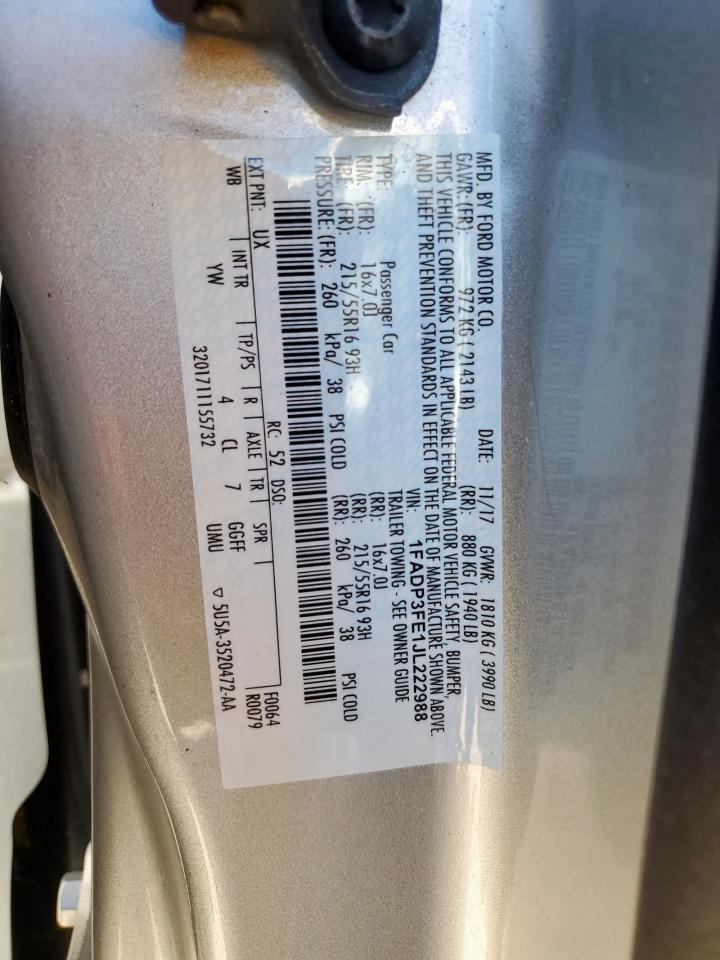 MFD. BY FORD MOTOR CO. DATE: 11/17 GVWR: 1810 KG (3990 LB)
GAWR: (FR): 972 KG (2143 LB) (RR): 880 KG (1940 LB)
THIS VEHICLE CONFORMS TO ALL APPLICABLE FEDERAL MOTOR VEHICLE SAFETY, BUMPER,
AND THEFT PREVENTION STANDARDS IN EFFECT ON THE DATE OF MANUFACTURE SHOWN ABOVE.
VIN: 1FADP3FE1JL222988
TYPE: Passenger Car TRAILER TOWING - SEE OWNER GUIDE
RIM: (FR): 16x7.0J (RR): 16x7.0J
TIRE: (FR): 215/55R16 93H (RR): 215/55R16 93H
PRESSURE: (FR): 260 kPa/ 38 PSI COLD (RR): 260 kPa/ 38 PSI COLD
RC: 52 DSO: F0064
EXT PNT: UX R0079
WB | INT TR | TP/PS | R | AXLE | TR | SPR |
YW 4 CL 7 GGFF
UMU
3201711155732 ▽ 5U5A-3520472-AA